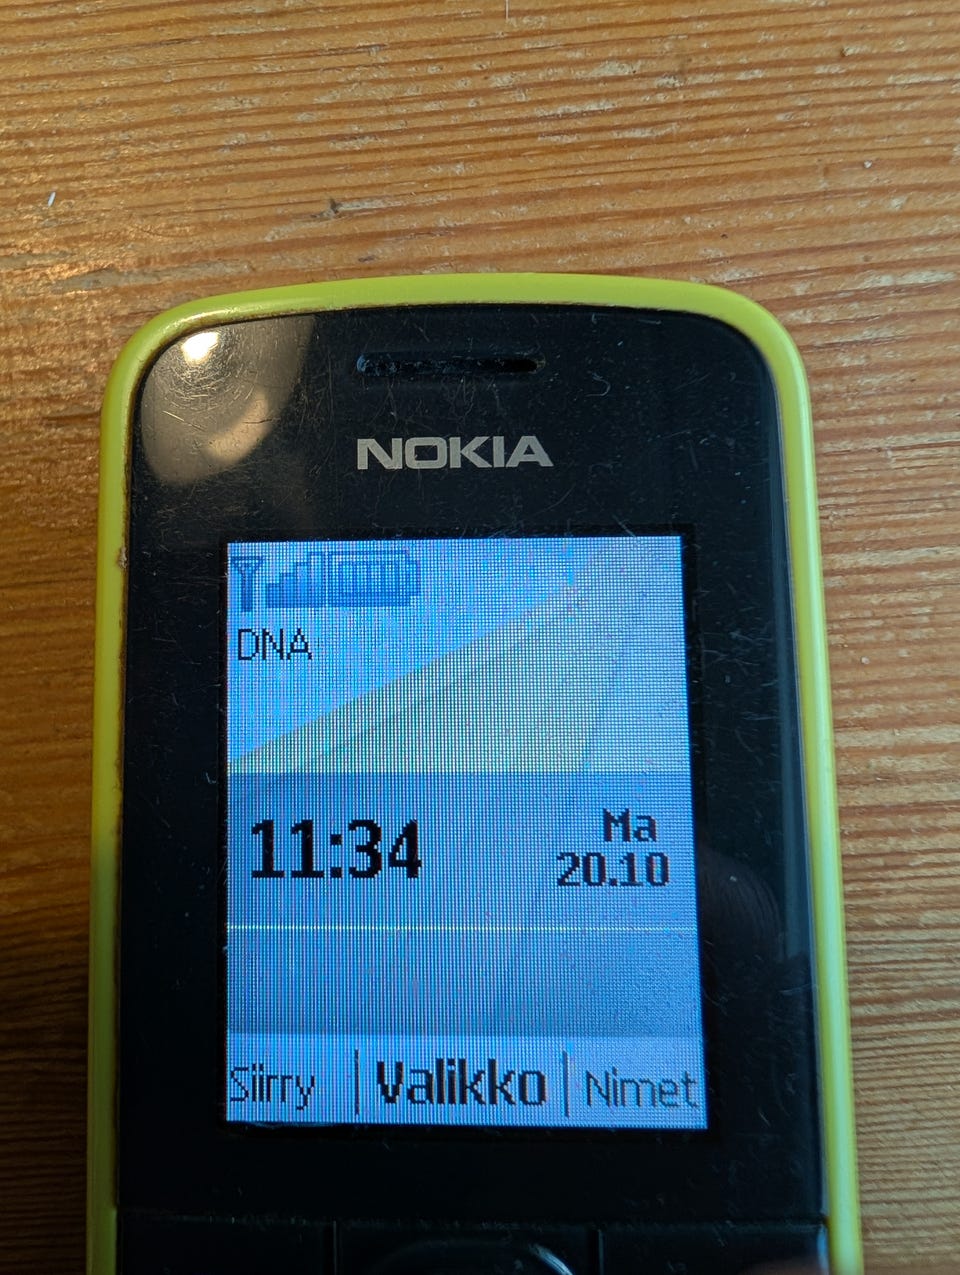 NOKIA
DNA
11:34 Ma
20.10
Siirry Valikko Nimet